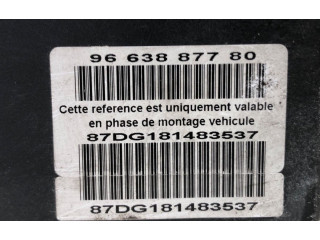 96 638 877 80
Cette reference est uniquement valable
en phase de montage vehicule
87DG181483537
87DG181483537